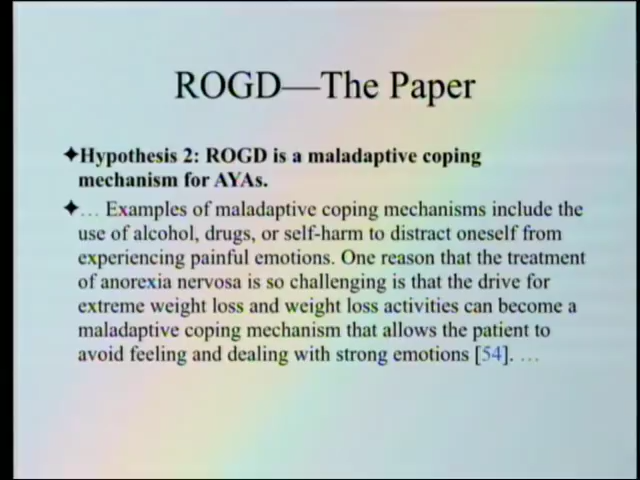 ROGD—The Paper
✦Hypothesis 2: ROGD is a maladaptive coping
mechanism for AYAs.
✦… Examples of maladaptive coping mechanisms include the
use of alcohol, drugs, or self-harm to distract oneself from
experiencing painful emotions. One reason that the treatment
of anorexia nervosa is so challenging is that the drive for
extreme weight loss and weight loss activities can become a
maladaptive coping mechanism that allows the patient to
avoid feeling and dealing with strong emotions [54]. …